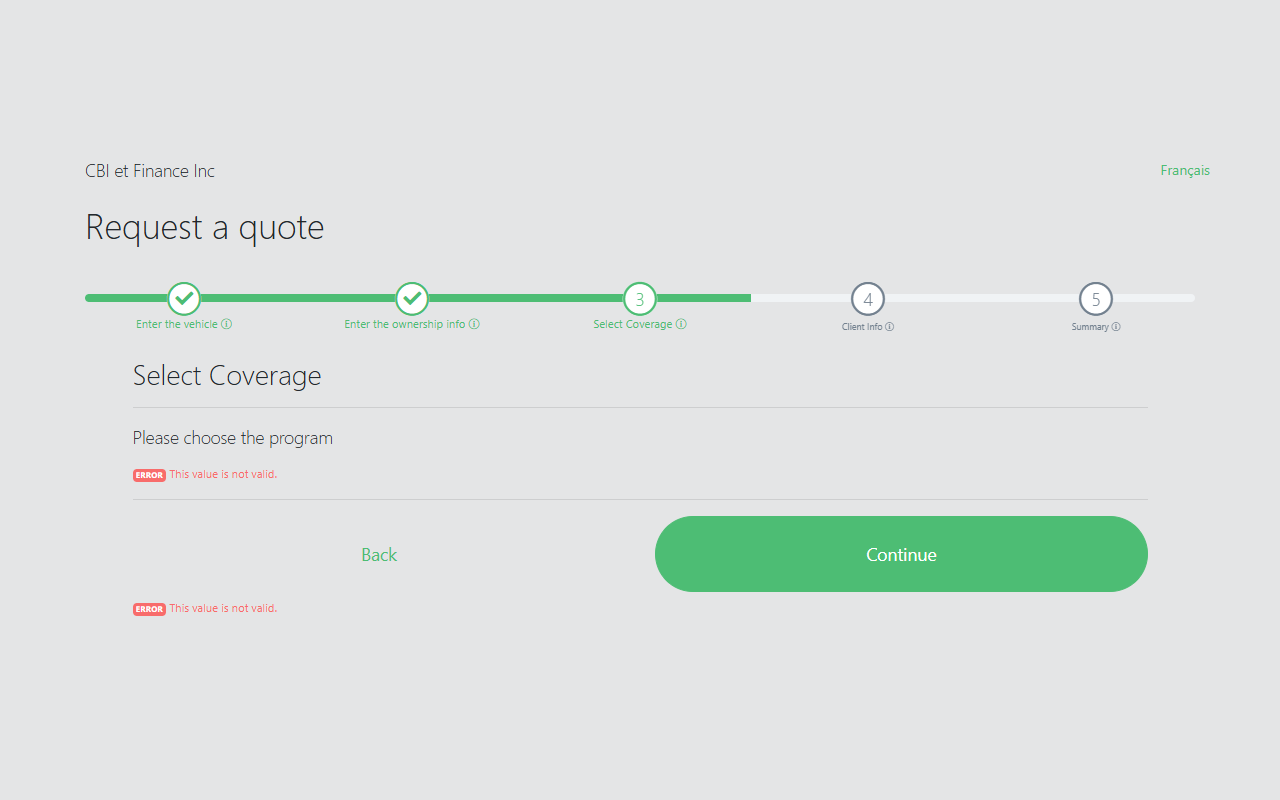 CBI et Finance Inc
Français
Request a quote
3
4
5
Enter the vehicle ⓘ
Enter the ownership info ⓘ
Select Coverage ⓘ
Client Info ⓘ
Summary ⓘ
Select Coverage
Please choose the program
ERROR This value is not valid.
Back
Continue
ERROR This value is not valid.